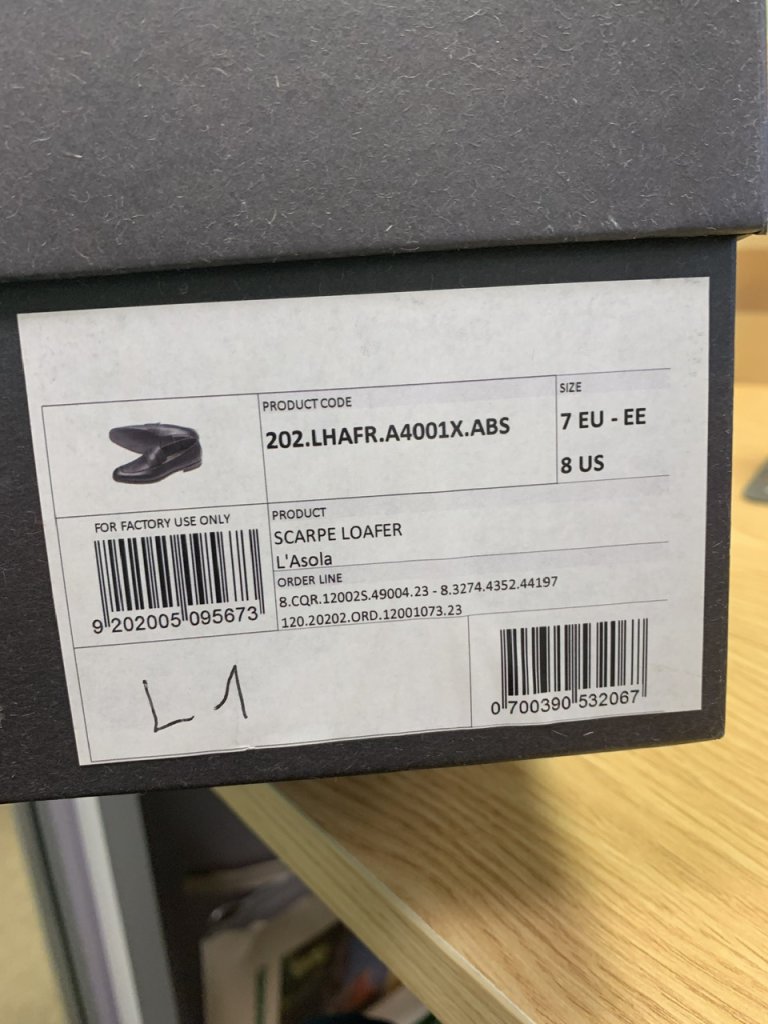 PRODUCT CODE
202.LHAFR.A4001X.ABS
SIZE
7 EU - EE
8 US
FOR FACTORY USE ONLY
9 202005 095673
PRODUCT
SCARPE LOAFER
L'Asola
ORDER LINE
8.CQR.12002S.49004.23 - 8.3274.4352.44197
120.20202.ORD.12001073.23
L 1
0 700390 532067